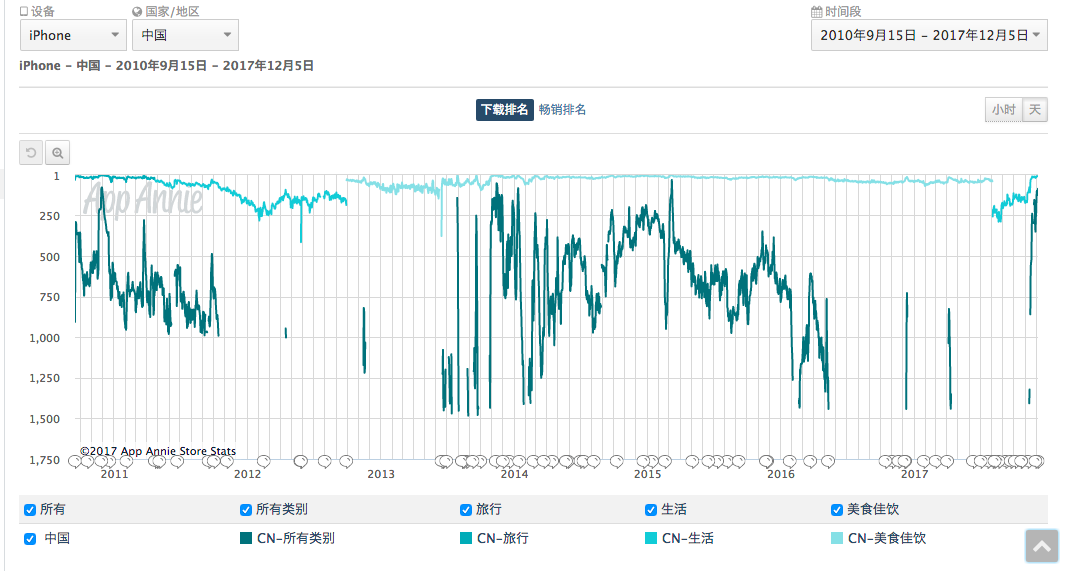 设备 国家/地区 时间段
iPhone 中国 2010年9月15日 – 2017年12月5日
iPhone – 中国 – 2010年9月15日 – 2017年12月5日
下载排名 畅销排名 小时 天
App Annie
1
250
500
750
1,000
1,250
1,500
1,750
©2017 App Annie Store Stats
2011 2012 2013 2014 2015 2016 2017
所有 所有类别 旅行 生活 美食佳饮
中国 CN-所有类别 CN-旅行 CN-生活 CN-美食佳饮